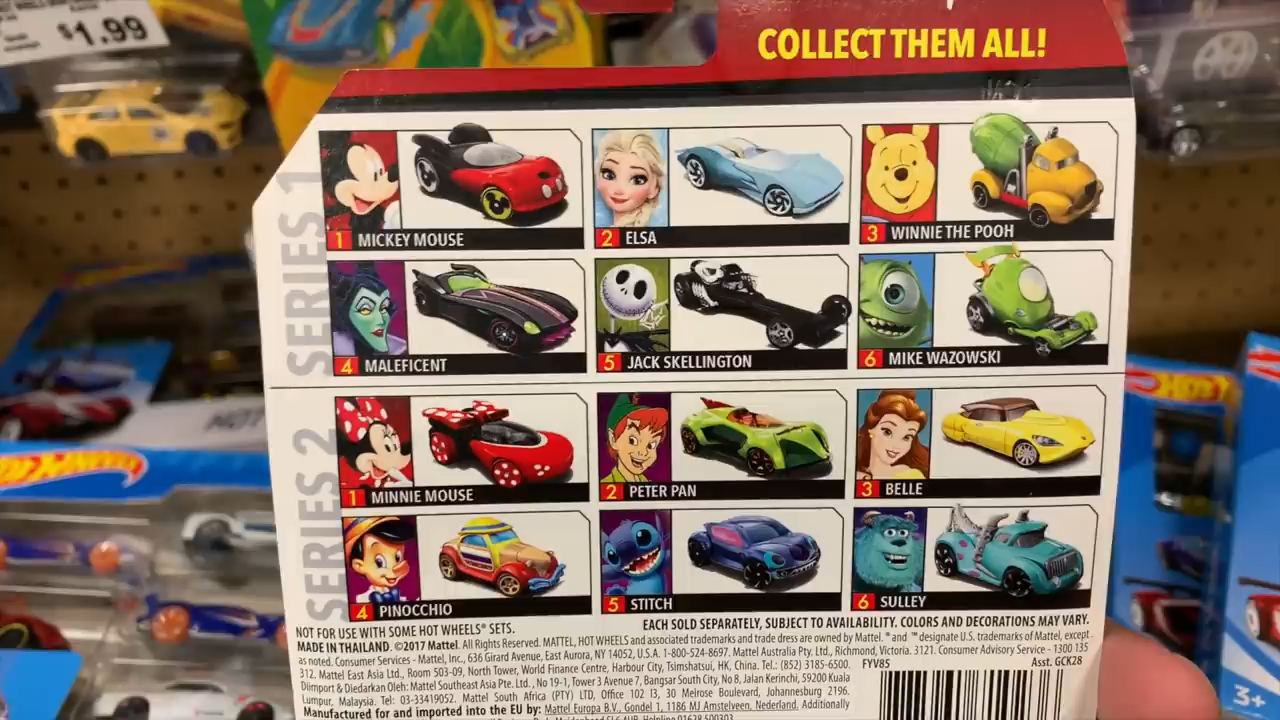 $1.99
COLLECT THEM ALL!
SERIES 1
1 MICKEY MOUSE
2 ELSA
3 WINNIE THE POOH
4 MALEFICENT
5 JACK SKELLINGTON
6 MIKE WAZOWSKI
SERIES 2
1 MINNIE MOUSE
2 PETER PAN
3 BELLE
4 PINOCCHIO
5 STITCH
6 SULLEY
NOT FOR USE WITH SOME HOT WHEELS® SETS.
EACH SOLD SEPARATELY, SUBJECT TO AVAILABILITY. COLORS AND DECORATIONS MAY VARY.
MADE IN THAILAND. ©2017 Mattel. All Rights Reserved. MATTEL, HOT WHEELS and associated trademarks and trade dress are owned by Mattel. ® and ™ designate U.S. trademarks of Mattel, except
as noted. Consumer Services - Mattel, Inc., 636 Girard Avenue, East Aurora, NY 14052, U.S.A. 1-800-524-8697. Mattel Australia Pty. Ltd., Richmond, Victoria. 3121. Consumer Advisory Service - 1300 135
312. Mattel East Asia Ltd., Room 503-09, North Tower, World Finance Centre, Harbour City, Tsimshatsui, HK, China. Tel.: (852) 3185-6500.
FYV85
Asst. GCK28
Diimport & Diedarkan Oleh: Mattel Southeast Asia Pte. Ltd., No 19-1, Tower 3 Avenue 7, Bangsar South City, No 8, Jalan Kerinchi, 59200 Kuala
Lumpur, Malaysia. Tel: 03-33419052. Mattel South Africa (PTY) LTD, Office 102 I3, 30 Melrose Boulevard, Johannesburg 2196.
Manufactured for and imported into the EU by: Mattel Europa B.V., Gondel 1, 1186 MJ Amstelveen, Nederland. Additionally
HOT WHEELS
HOT
HOT
3+